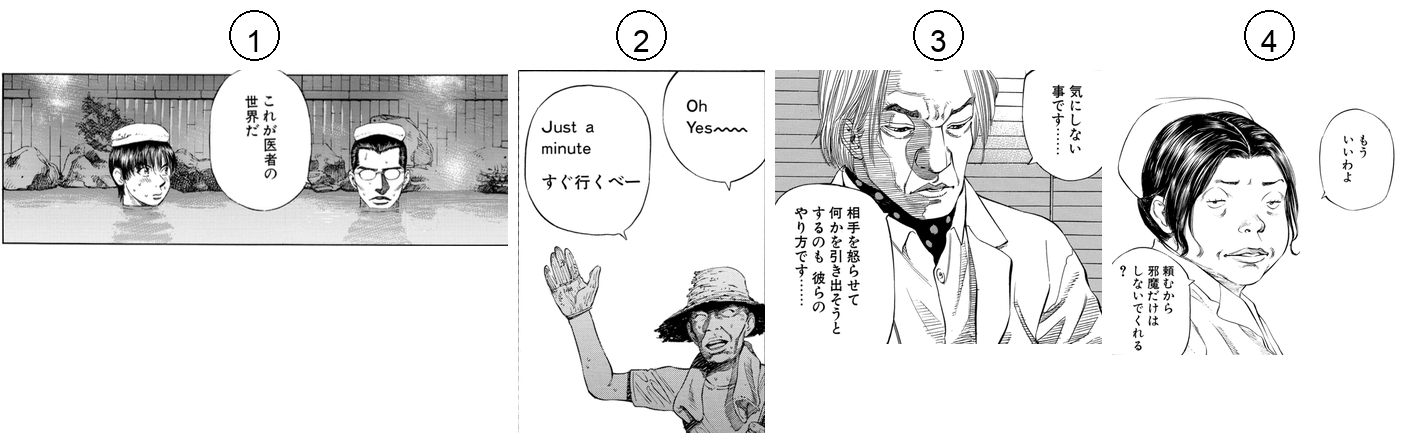 1
これが医者の
世界だ
2
Oh
Yes~~~
Just a
minute
すぐ行くべー
3
気にしない
事です……
相手を怒らせて
何かを引き出そうと
するのも 彼らの
やり方です……
4
もう
いいわよ
頼むから
邪魔だけは
しないでくれる
?